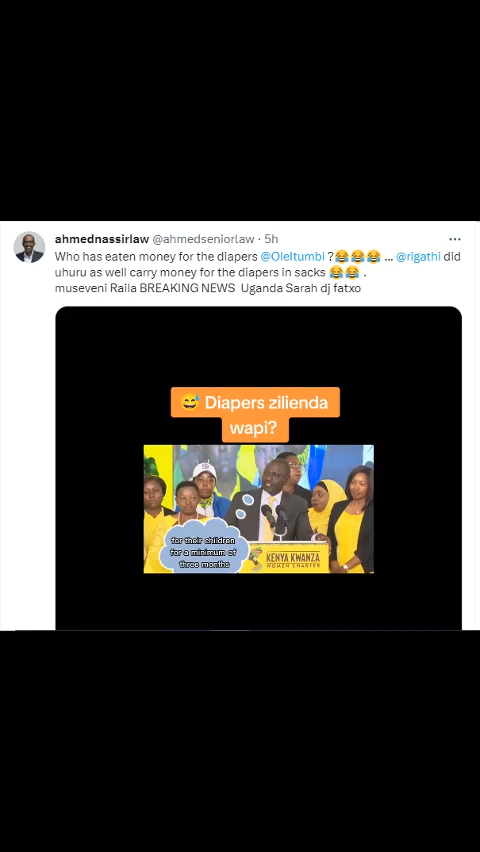 ahmednassirlaw @ahmedseniorlaw · 5h
Who has eaten money for the diapers @OleItumbi ?😂😂😂 ... @rigathi did
uhuru as well carry money for the diapers in sacks 😂😂 .
museveni Raila BREAKING NEWS Uganda Sarah dj fatxo
😅 Diapers zilienda
wapi?
for their children
for a minimum of
three months
KENYA KWANZA
WOMEN CHARTER